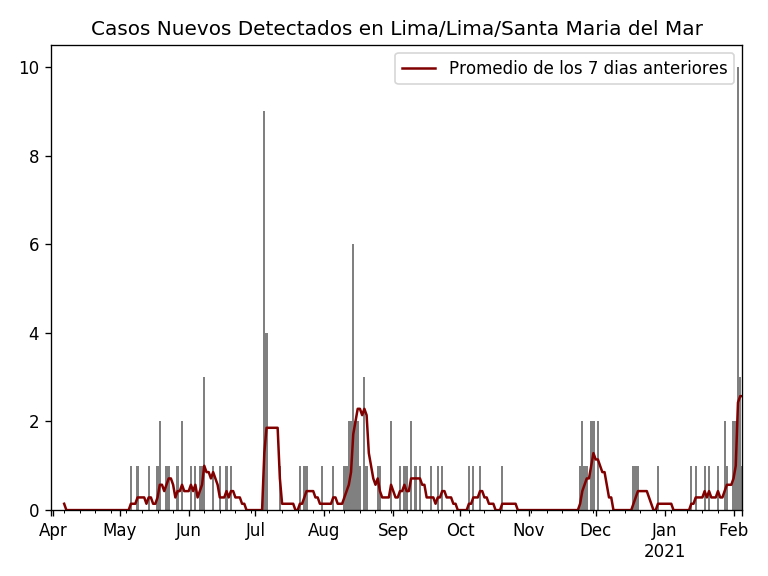 Casos Nuevos Detectados en Lima/Lima/Santa Maria del Mar
Promedio de los 7 dias anteriores
10
8
6
4
2
0
Apr May Jun Jul Aug Sep Oct Nov Dec Jan Feb
2021